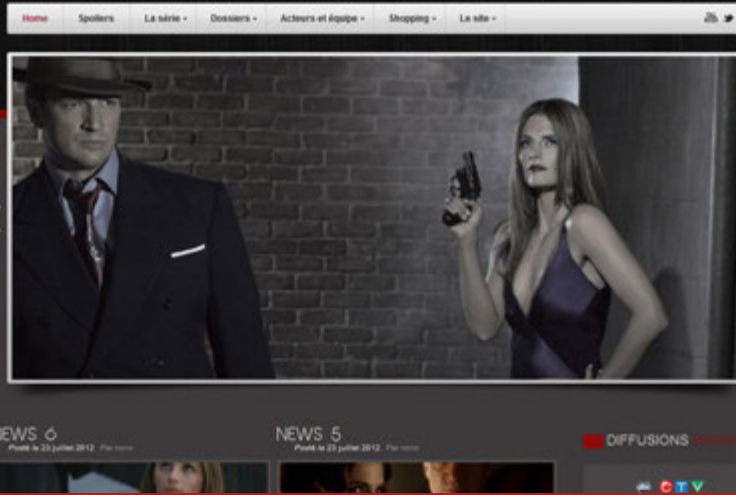 Home Spoilers La série Dossiers Acteurs et équipe Shopping Le site
NEWS 6
Posté le 23 juillet 2012
NEWS 5
Posté le 23 juillet 2012
DIFFUSIONS
CTV